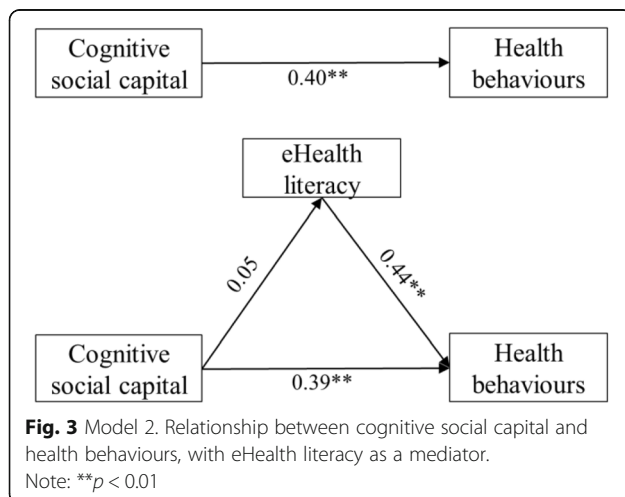 Cognitive
social capital
0.40**
Health
behaviours
eHealth
literacy
0.05
0.44**
Cognitive
social capital
0.39**
Health
behaviours
Fig. 3 Model 2. Relationship between cognitive social capital and
health behaviours, with eHealth literacy as a mediator.
Note: **p < 0.01